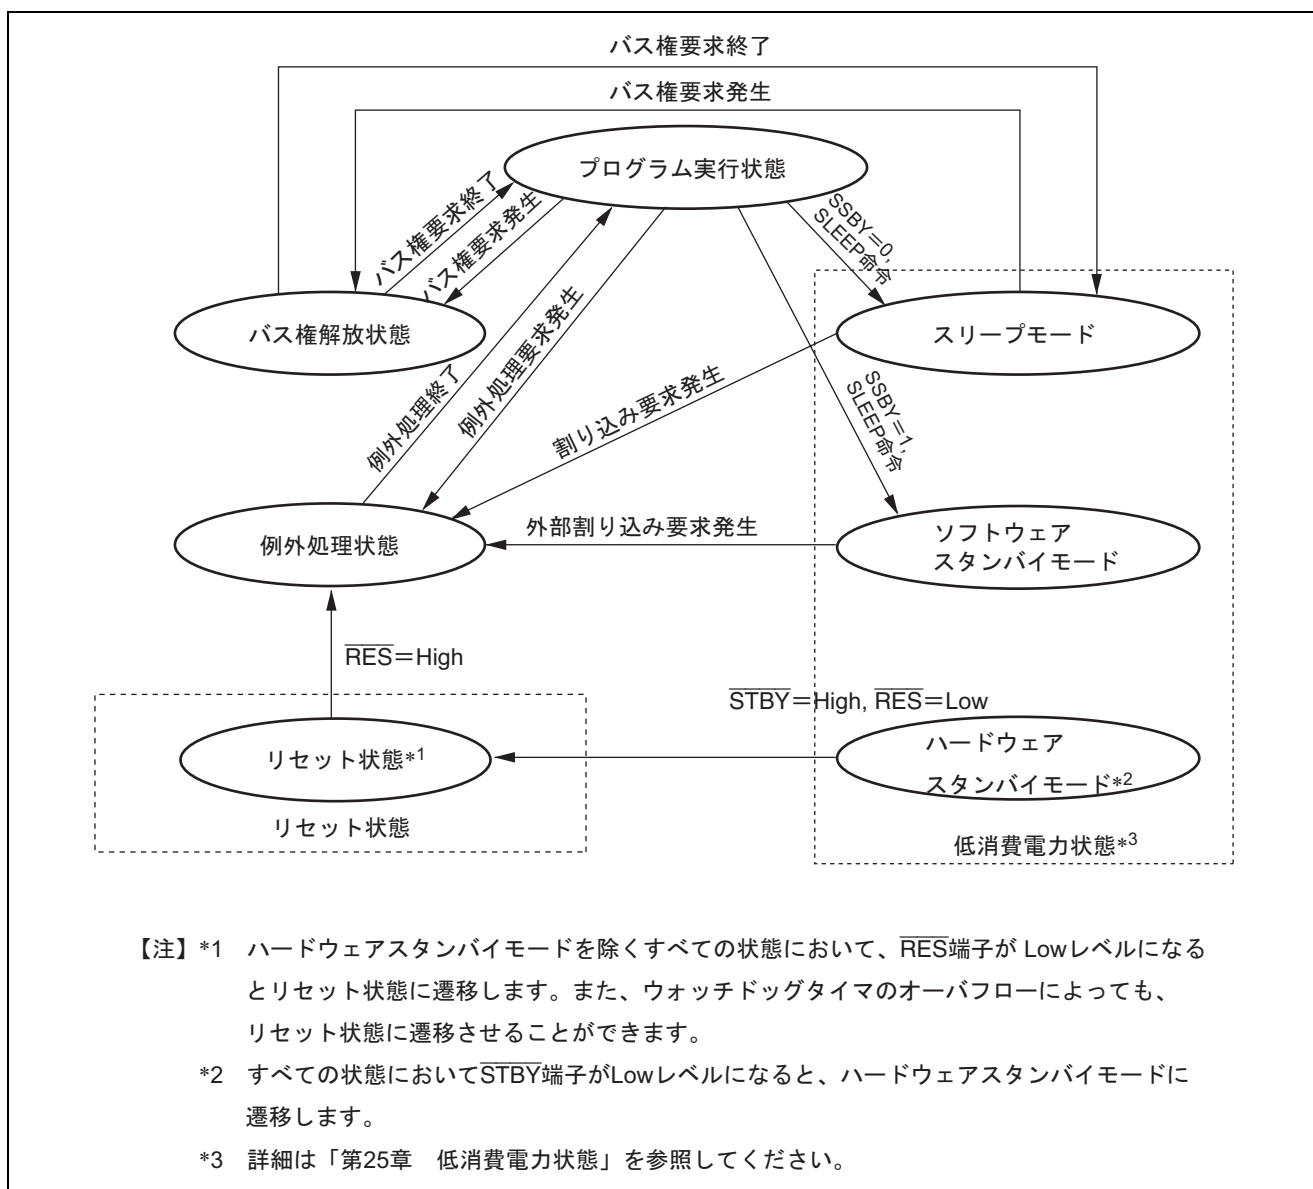 バス権要求終了
バス権要求発生
プログラム実行状態
バス権要求終了
バス権要求発生
SSBY＝0,
SLEEP命令
バス権解放状態
スリープモード
例外処理終了
例外処理要求発生
割り込み要求発生
SSBY＝1,
SLEEP命令
例外処理状態
外部割り込み要求発生
ソフトウェア
スタンバイモード
R̅E̅S̅＝High
S̅T̅B̅Y̅＝High, R̅E̅S̅＝Low
リセット状態*1
ハードウェア
スタンバイモード*2
リセット状態
低消費電力状態*3
【注】*1 ハードウェアスタンバイモードを除くすべての状態において、R̅E̅S̅端子が Lowレベルになる
とリセット状態に遷移します。また、ウォッチドッグタイマのオーバフローによっても、
リセット状態に遷移させることができます。
*2 すべての状態においてS̅T̅B̅Y̅端子がLowレベルになると、ハードウェアスタンバイモードに
遷移します。
*3 詳細は「第25章 低消費電力状態」を参照してください。